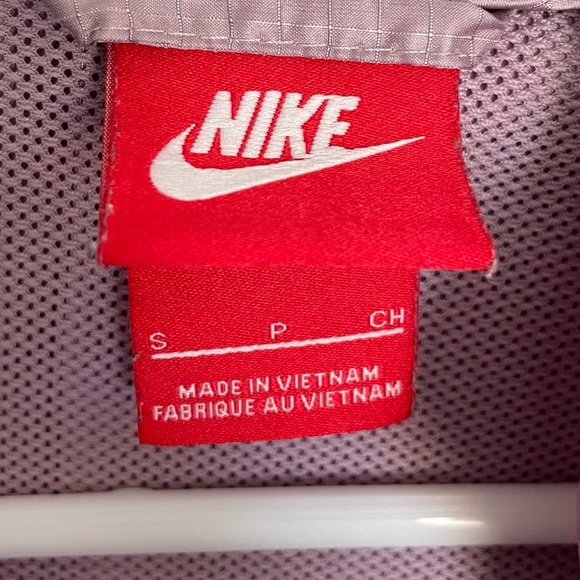 NIKE
S P CH
MADE IN VIETNAM
FABRIQUE AU VIETNAM